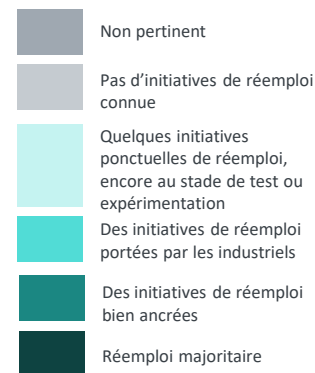 Non pertinent
Pas d'initiatives de réemploi
connue
Quelques initiatives
ponctuelles de réemploi,
encore au stade de test ou
expérimentation
Des initiatives de réemploi
portées par les industriels
Des initiatives de réemploi
bien ancrées
Réemploi majoritaire